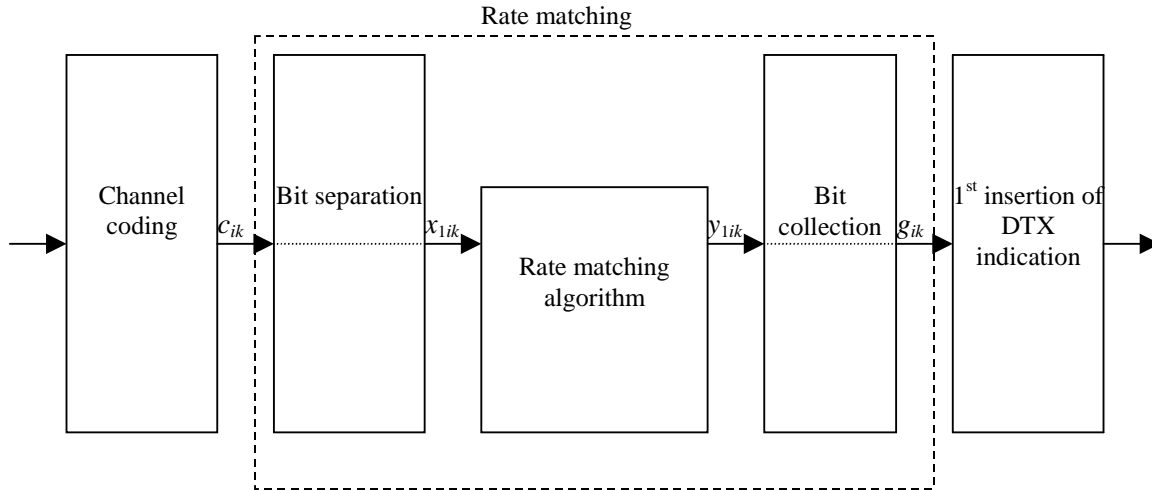 Rate matching
Channel
coding
c_ik
Bit separation
x_1ik
Rate matching
algorithm
y_1ik
Bit
collection
g_ik
1st insertion of
DTX
indication